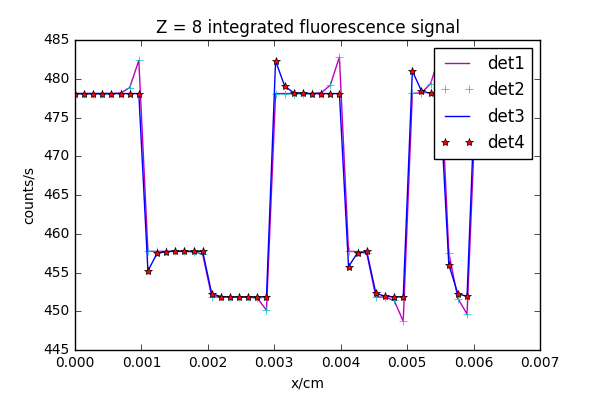 Z = 8 integrated fluorescence signal
485
480
475
470
465
460
455
450
445
counts/s
det1
det2
det3
det4
0.000 0.001 0.002 0.003 0.004 0.005 0.006 0.007
x/cm